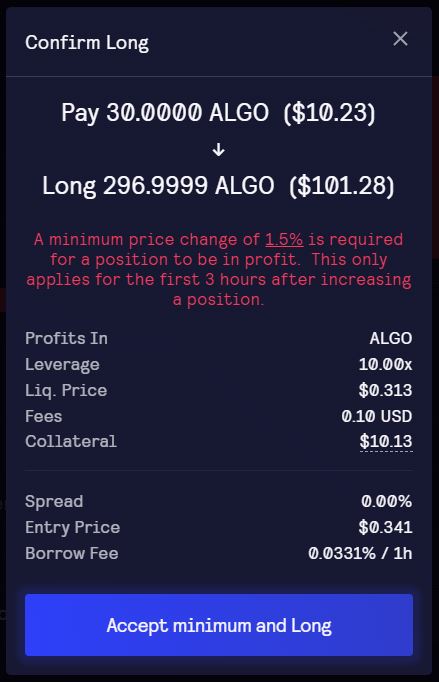 Confirm Long
Pay 30.0000 ALGO ($10.23)
↓
Long 296.9999 ALGO ($101.28)
A minimum price change of 1.5% is required
for a position to be in profit. This only
applies for the first 3 hours after increasing
a position.
Profits In ALGO
Leverage 10.00x
Liq. Price $0.313
Fees 0.10 USD
Collateral $10.13
Spread 0.00%
Entry Price $0.341
Borrow Fee 0.0331% / 1h
Accept minimum and Long